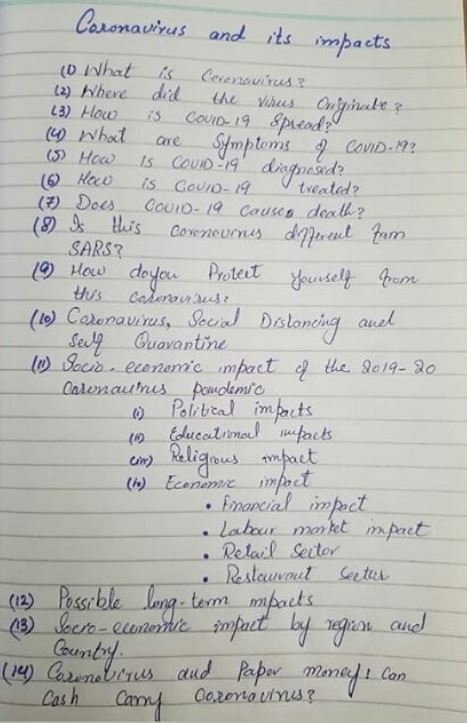 Coronavirus and its impacts
(1) What is Coronavirus?
(2) Where did the virus Originate?
(3) How is COVID-19 Spread?
(4) What are Symptoms of COVID-19?
(5) How Is COVID-19 diagnosed?
(6) How is COVID-19 treated?
(7) Does COVID-19 causes death?
(8) Is this coronavirus different from
SARS?
(9) How do you Protect yourself from
this coronavirus?
(10) Coronavirus, Social Distancing and
Self Quarantine
(11) Socio-economic impact of the 2019-20
Coronavirus pandemic
(i) Political impacts
(ii) Educational impacts
(iii) Religious impact
(iv) Economic impact
• Financial impact
• Labour market impact
• Retail Sector
• Restaurant Sector
(12) Possible long-term impacts
(13) Socio-economic impact by region and
Country.
(14) Coronavirus and Paper money: Can
Cash Carry Coronavirus?